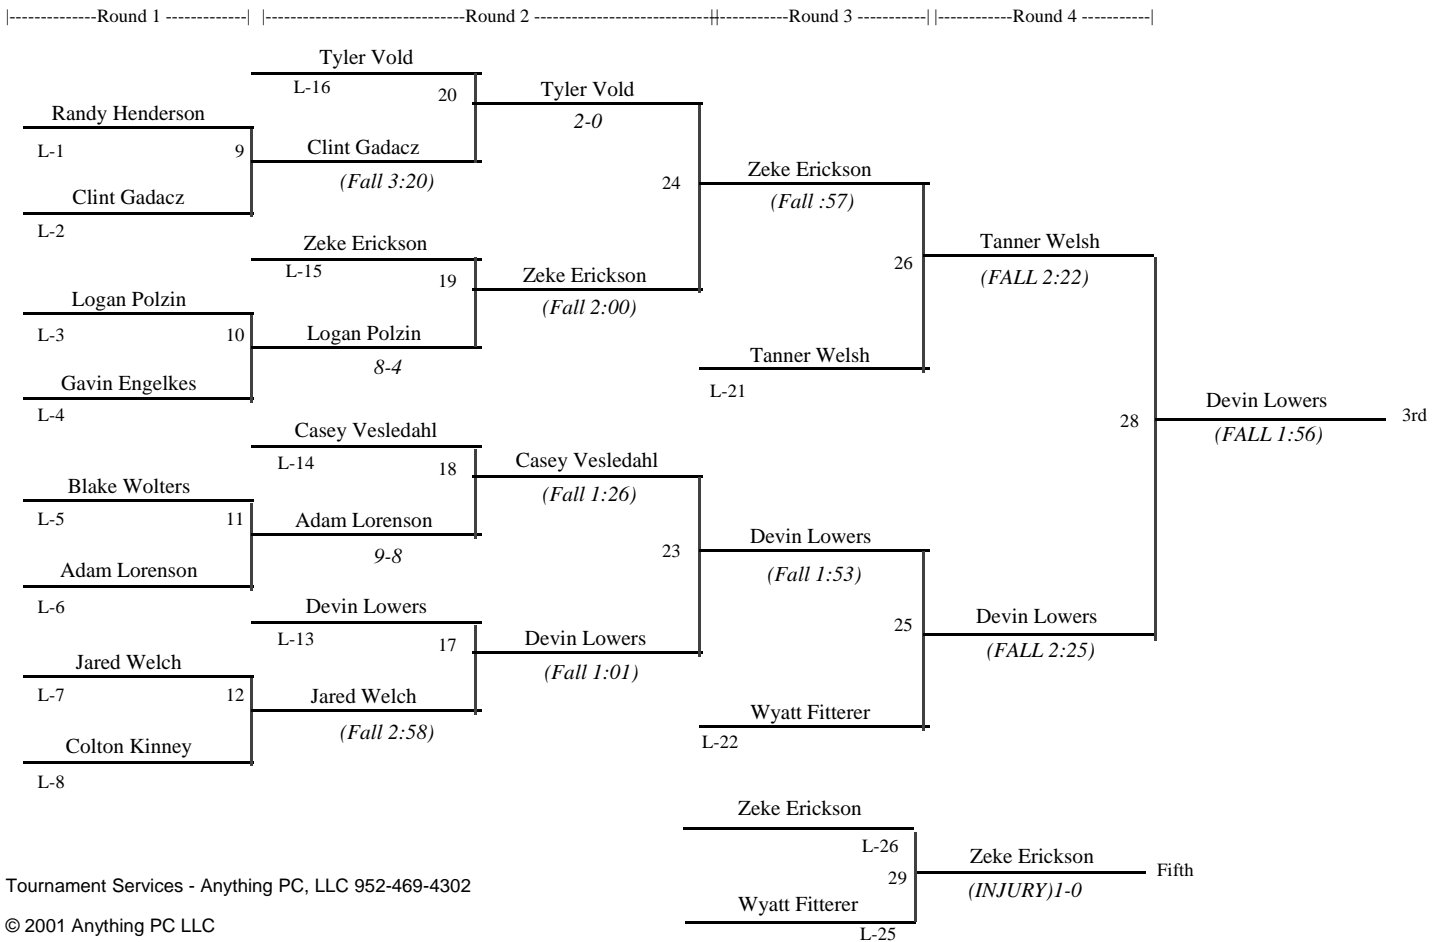 |-------------Round 1 -------------| |-------------------------------Round 2 ---------------------------||-----------Round 3 -----------| |------------Round 4 -----------|
Tyler Vold
L-16
20
Tyler Vold
2-0
Randy Henderson
L-1
9
Clint Gadacz
(Fall 3:20)
Clint Gadacz
L-2
24
Zeke Erickson
(Fall :57)
Zeke Erickson
L-15
19
Zeke Erickson
(Fall 2:00)
26
Tanner Welsh
(FALL 2:22)
Logan Polzin
L-3
10
Logan Polzin
8-4
Gavin Engelkes
L-4
Tanner Welsh
L-21
28
Devin Lowers
(FALL 1:56)
3rd
Casey Vesledahl
L-14
18
Casey Vesledahl
(Fall 1:26)
Blake Wolters
L-5
11
Adam Lorenson
9-8
Adam Lorenson
L-6
23
Devin Lowers
(Fall 1:53)
Devin Lowers
L-13
17
Devin Lowers
(Fall 1:01)
25
Devin Lowers
(FALL 2:25)
Jared Welch
L-7
12
Jared Welch
(Fall 2:58)
Colton Kinney
L-8
Wyatt Fitterer
L-22
Zeke Erickson
L-26
29
Zeke Erickson
(INJURY)1-0
Fifth
Wyatt Fitterer
L-25
Tournament Services - Anything PC, LLC 952-469-4302
© 2001 Anything PC LLC